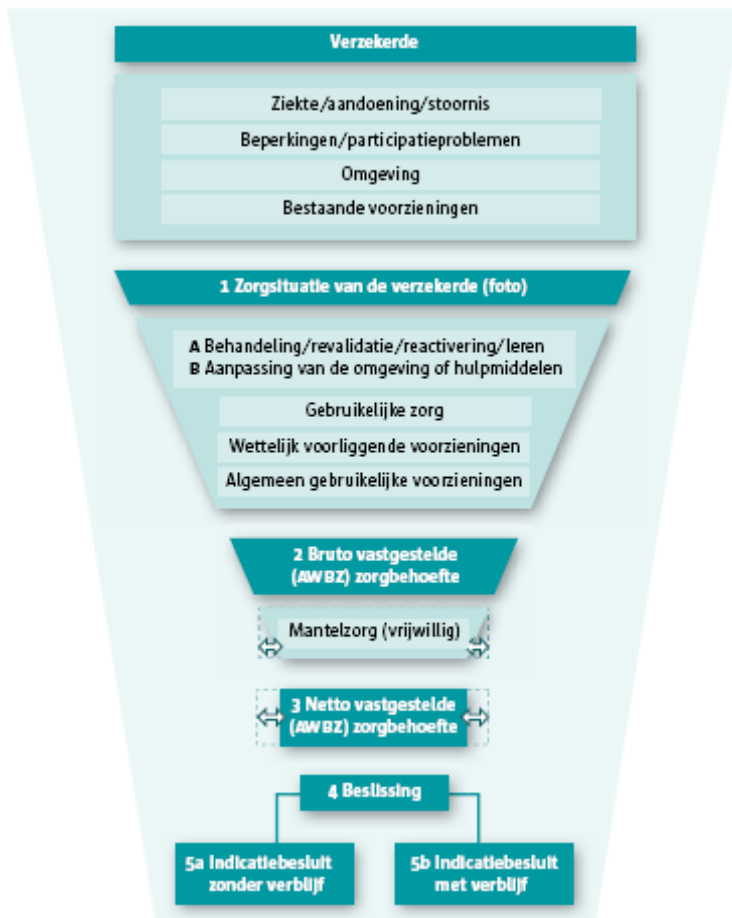 Verzekerde
Ziekte/aandoening/stoornis
Beperkingen/participatieproblemen
Omgeving
Bestaande voorzieningen
1 Zorgsituatie van de verzekerde (foto)
A Behandeling/revalidatie/reactivering/leren
B Aanpassing van de omgeving of hulpmiddelen
Gebruikelijke zorg
Wettelijk voorliggende voorzieningen
Algemeen gebruikelijke voorzieningen
2 Bruto vastgestelde
(AWBZ) zorgbehoefte
Mantelzorg (vrijwillig)
3 Netto vastgestelde
(AWBZ) zorgbehoefte
4 Beslissing
5a Indicatiebesluit
zonder verblijf
5b Indicatiebesluit
met verblijf